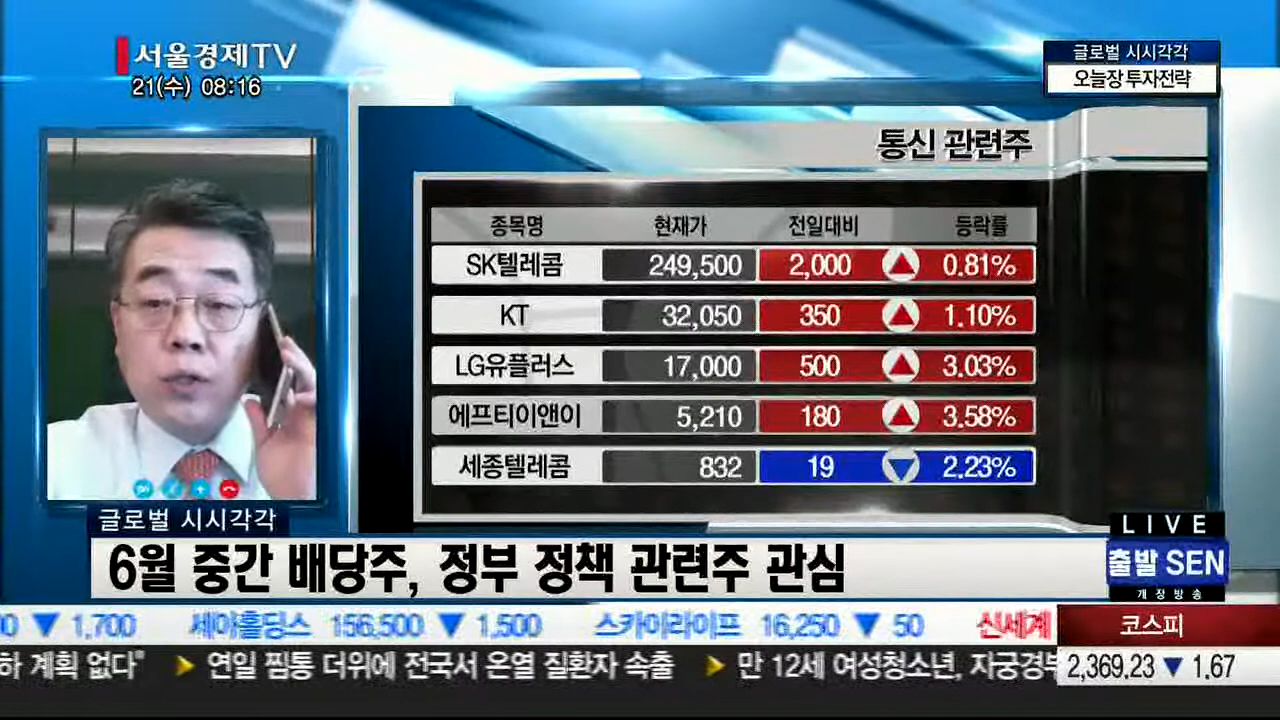 서울경제TV
21(수) 08:16
글로벌 시시각각
오늘장 투자전략
통신 관련주
종목명 현재가 전일대비 등락률
SK텔레콤 249,500 2,000 ▲ 0.81%
KT 32,050 350 ▲ 1.10%
LG유플러스 17,000 500 ▲ 3.03%
에프티이앤이 5,210 180 ▲ 3.58%
세종텔레콤 832 19 ▼ 2.23%
글로벌 시시각각
6월 중간 배당주, 정부 정책 관련주 관심
LIVE
출발 SEN
개장방송
0 ▼ 1,700 세아홀딩스 156,500 ▼ 1,500 스카이라이프 16,250 ▼ 50 신세계
코스피
하 계획 없다" ▶ 연일 찜통 더위에 전국서 온열 질환자 속출 ▶ 만 12세 여성청소년, 자궁경부
2,369.23 ▼ 1.67